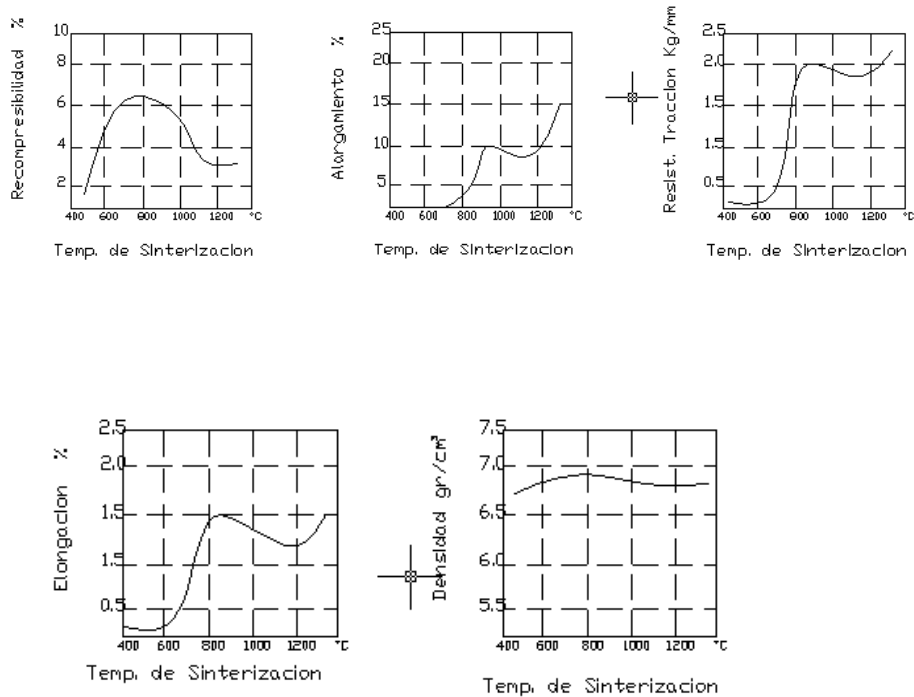 Recompresibilidad %
10
8
6
4
2
400 600 800 1000 1200 °C
Temp. de Sinterizacion
Alargamiento %
25
20
15
10
5
400 600 800 1000 1200 °C
Temp. de Sinterizacion
Resist. Traccion Kg/mm
2.5
2.0
1.5
1.5
0.5
400 600 800 1000 1200 °C
Temp. de Sinterizacion
Elongacion %
2.5
2.0
1.5
1.5
0.5
400 600 800 1000 1200 °C
Temp. de Sinterizacion
Densidad gr/cm³
7.5
7.0
6.5
6.0
5.5
400 600 800 1000 1200 °C
Temp. de Sinterizacion